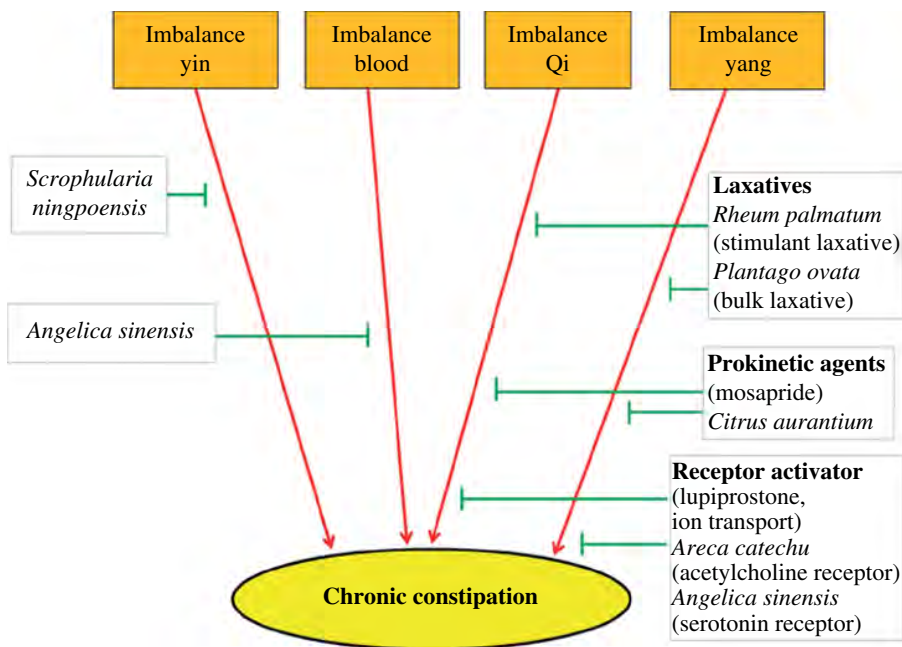 Imbalance
yin
Imbalance
blood
Imbalance
Qi
Imbalance
yang
Scrophularia
ningpoensis
Angelica sinensis
Laxatives
Rheum palmatum
(stimulant laxative)
Plantago ovata
(bulk laxative)
Prokinetic agents
(mosapride)
Citrus aurantium
Receptor activator
(lupiprostone,
ion transport)
Areca catechu
(acetylcholine receptor)
Angelica sinensis
(serotonin receptor)
Chronic constipation